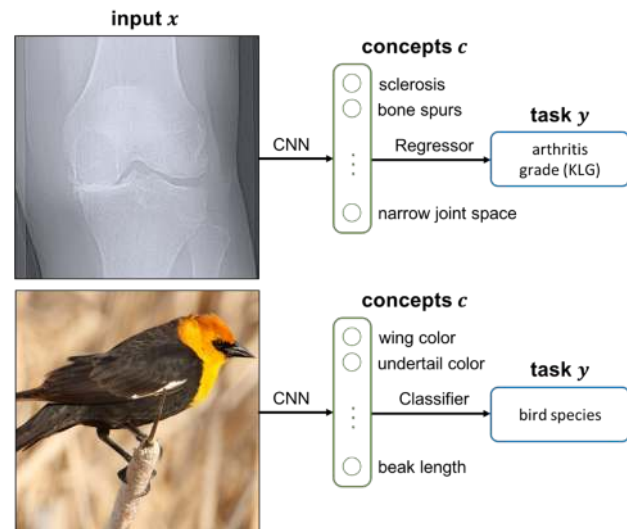 input x
concepts c
sclerosis
bone spurs
CNN
Regressor
narrow joint space
task y
arthritis
grade (KLG)
concepts c
wing color
undertail color
CNN
Classifier
beak length
task y
bird species